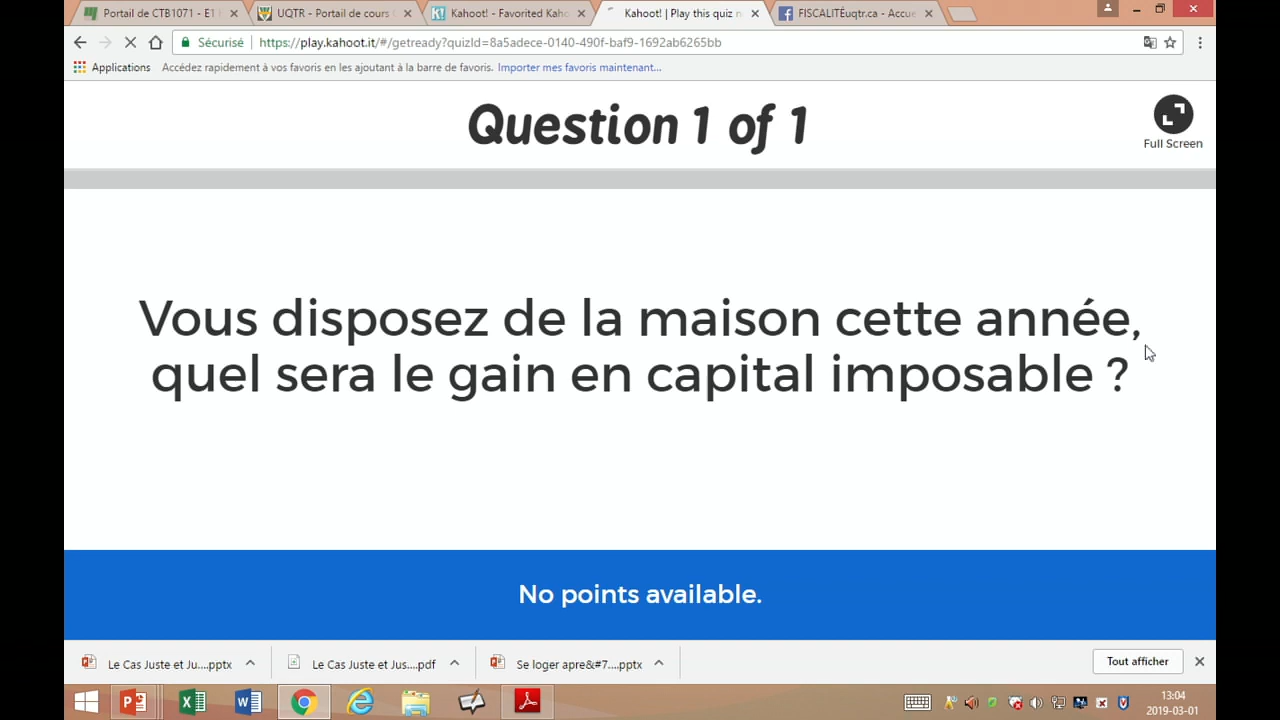 Portail de CTB1071 - E1
UQTR - Portail de cours
Kahoot! - Favorited Kaho
Kahoot! | Play this quiz n
FISCALITÉuqtr.ca - Accue
Sécurisé
https://play.kahoot.it/#/getready?quizId=8a5adece-0140-490f-baf9-1692ab6265bb
Applications
Accédez rapidement à vos favoris en les ajoutant à la barre de favoris.
Importer mes favoris maintenant...
Question 1 of 1
Full Screen
Vous disposez de la maison cette année,
quel sera le gain en capital imposable ?
No points available.
Le Cas Juste et Ju....pptx
Le Cas Juste et Jus....pdf
Se loger apre&#7....pptx
Tout afficher
13:04
2019-03-01